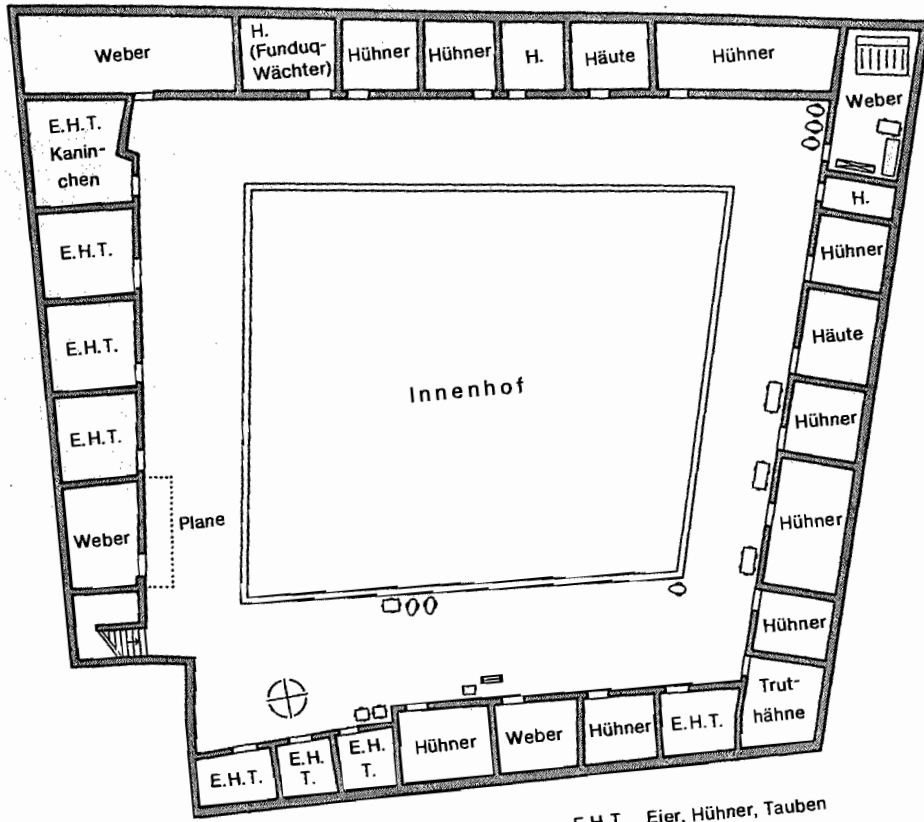 Weber
H.
(Funduq-
Wächter)
Hühner
Hühner
H.
Häute
Hühner
Weber
E.H.T.
Kanin-
chen
H.
E.H.T.
Hühner
E.H.T.
Häute
Innenhof
E.H.T.
Hühner
Weber
Plane
Hühner
Hühner
Trut-
hähne
E.H.T.
E.H.
T.
E.H.
T.
Hühner
Weber
Hühner
E.H.T.
E.H.T. Eier, Hühner, Tauben